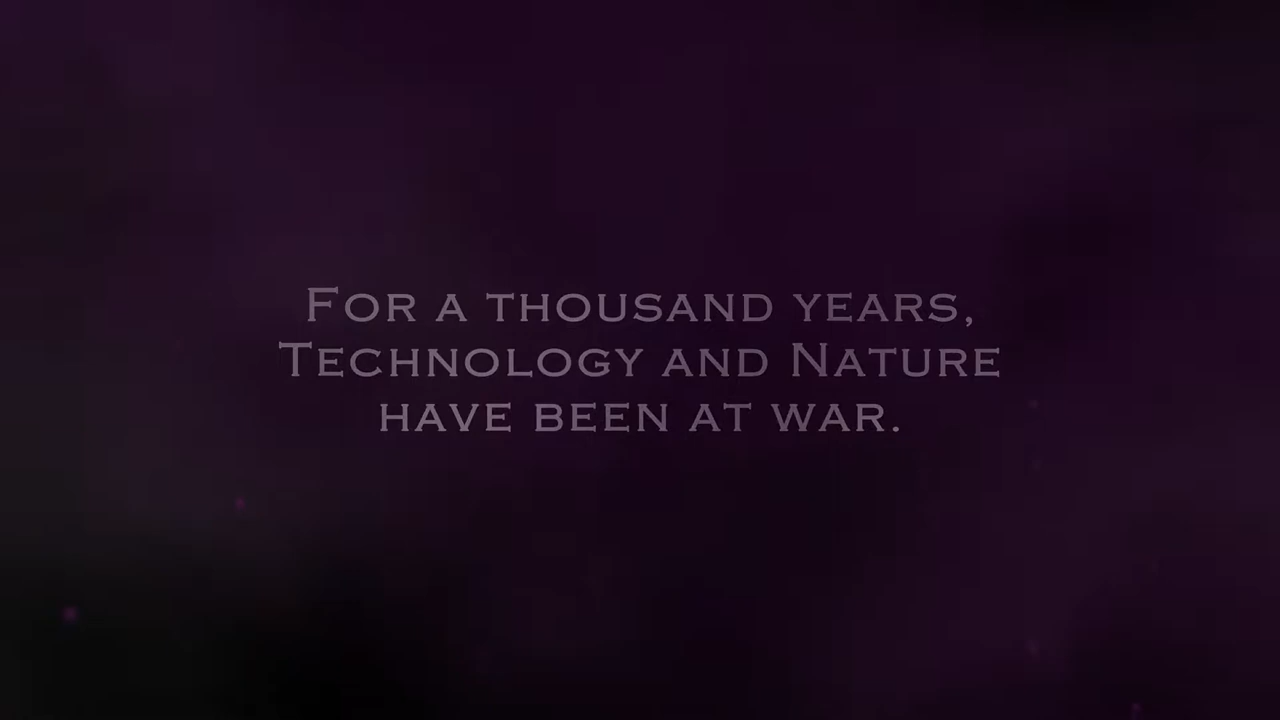 For a thousand years,
Technology and Nature
have been at war.